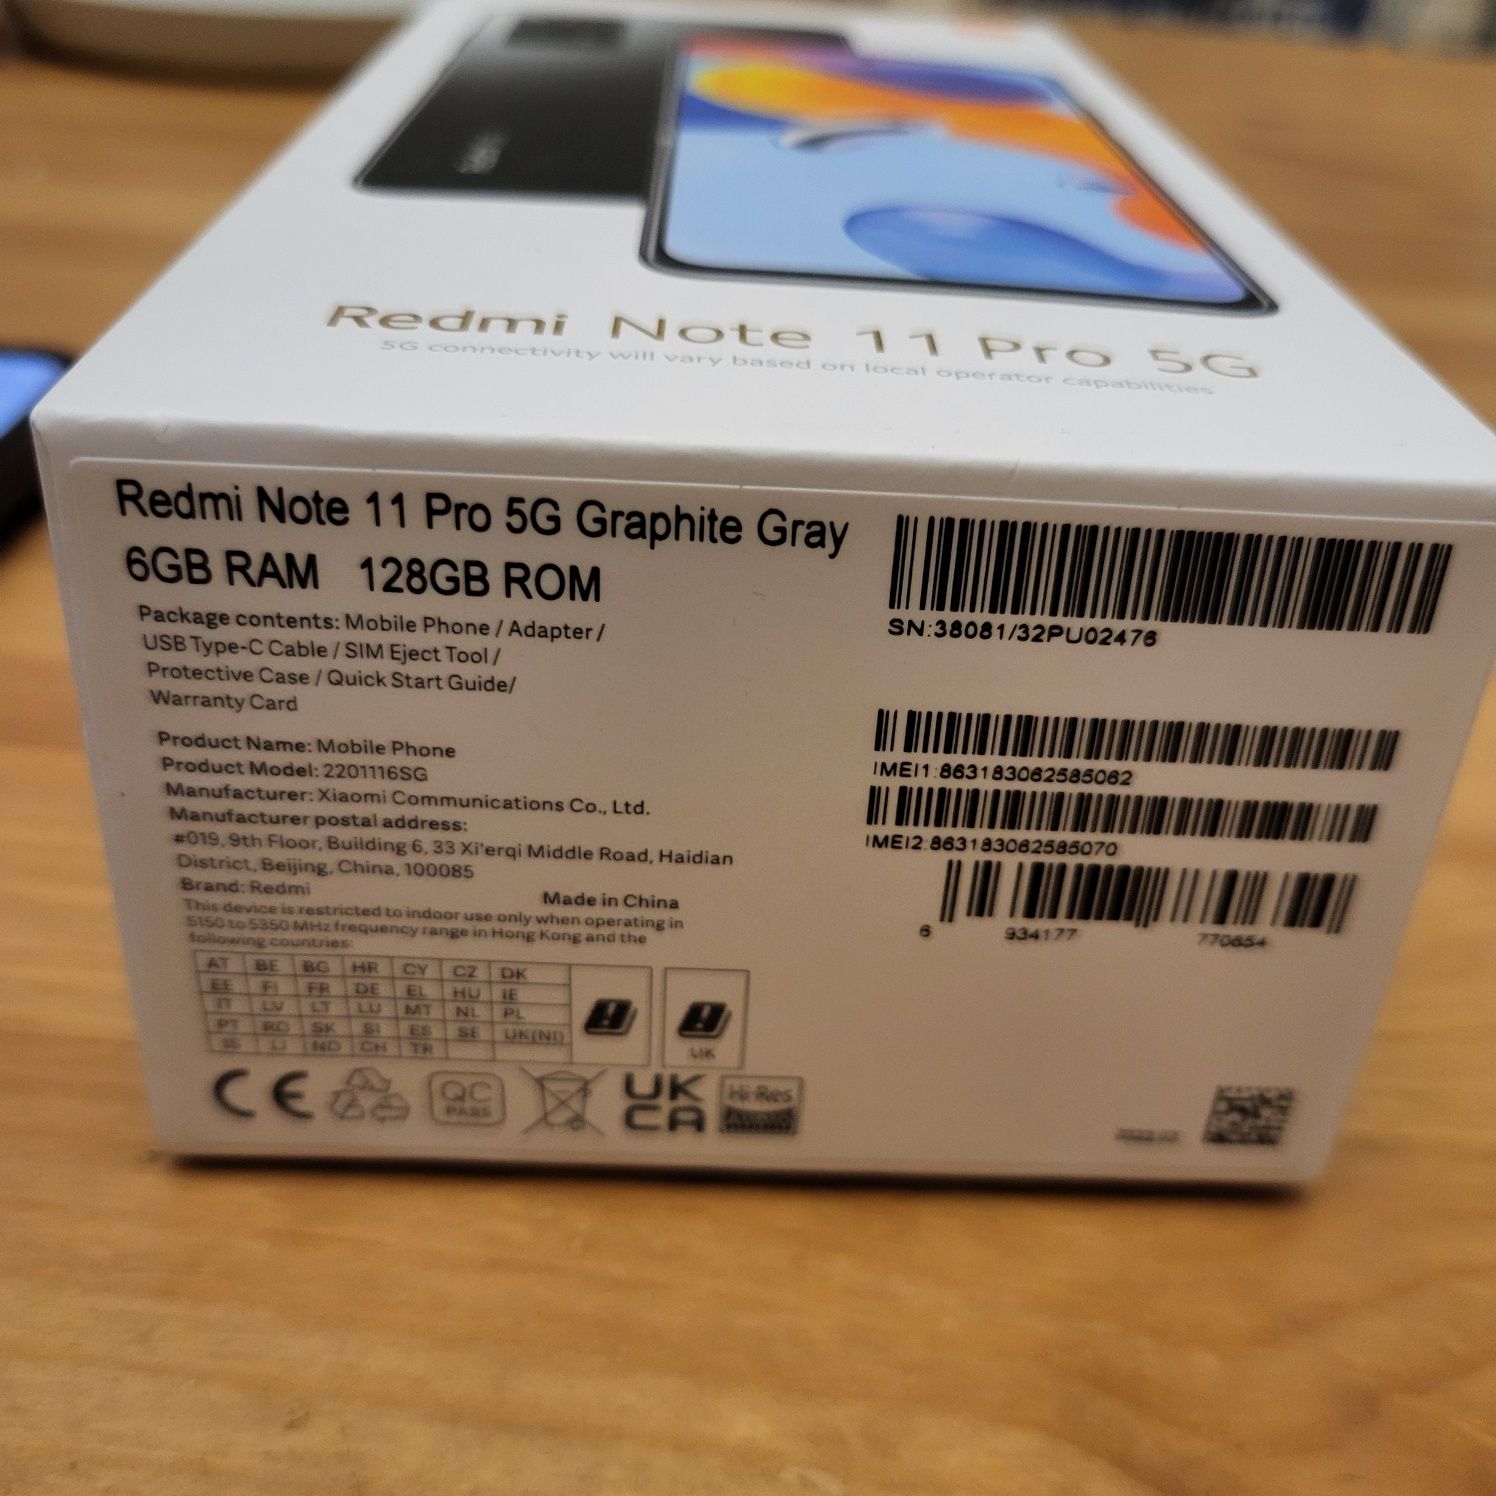 Redmi Note 11 Pro 5G
5G connectivity will vary based on local operator capabilities
Redmi Note 11 Pro 5G Graphite Gray
6GB RAM 128GB ROM
Package contents: Mobile Phone / Adapter /
USB Type-C Cable / SIM Eject Tool /
Protective Case / Quick Start Guide/
Warranty Card
Product Name: Mobile Phone
Product Model: 2201116SG
Manufacturer: Xiaomi Communications Co., Ltd.
Manufacturer postal address:
#019, 9th Floor, Building 6, 33 Xi'erqi Middle Road, Haidian
District, Beijing, China, 100085
Brand: Redmi
Made in China
This device is restricted to indoor use only when operating in
5150 to 5350 MHz frequency range in Hong Kong and the
following countries:
AT BE BG HR CY CZ DK
EE FI FR DE EL HU IE
IT LV LT LU MT NL PL
PT RO SK SI ES SE UK(NI)
IS LI NO CH TR
UK
CE
QC
PASS
UK
CA
Hi-Res
AUDIO
SN:38081/32PU02476
IMEI1:863183062585062
IMEI2:863183062585070
6 934177 770654